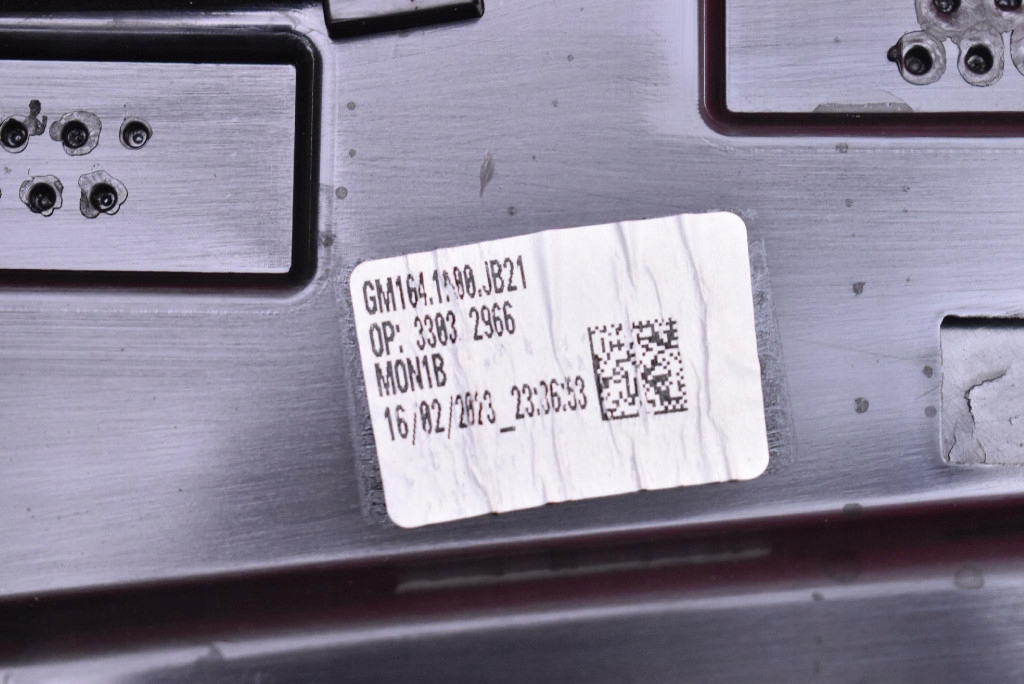 GM164.1A00.JB21
OP: 3303 2966
MON1B
16/02/2023_23:36:53